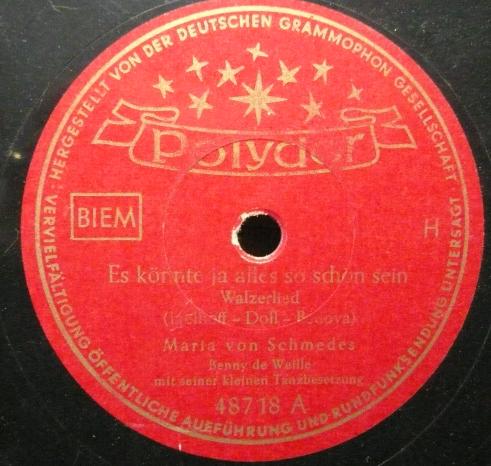 HERGESTELLT VON DER DEUTSCHEN GRAMMOPHON GESELLSCHAFT · VERVIELFÄLTIGUNG ÖFFENTLICHE AUFFÜHRUNG UND RUNDFUNKSENDUNG UNTERSAGT
Polydor
BIEM
H
Es könnte ja alles so schön sein
Walzerlied
Doll
Maria von Schmedes
Benny de Weille
mit seiner kleinen Tanzbesetzung
48718 A